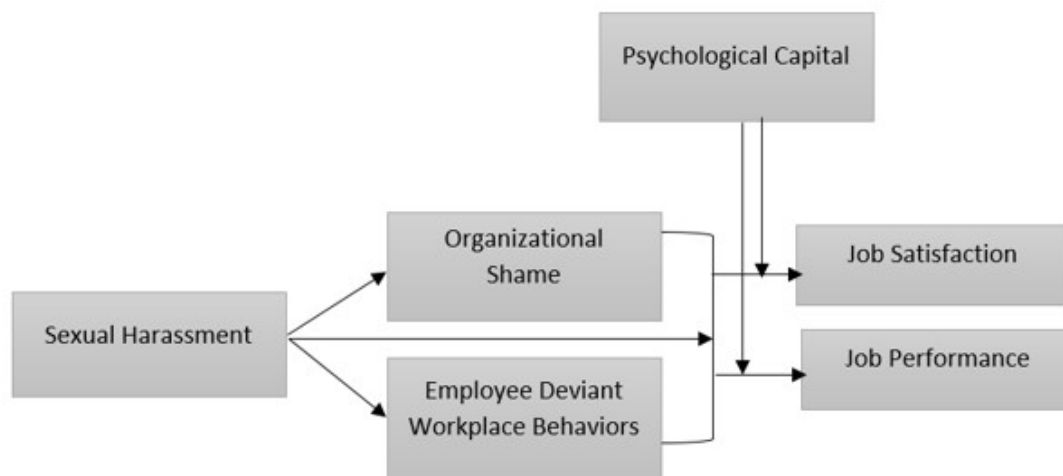 Psychological Capital
Organizational
Shame
Job Satisfaction
Sexual Harassment
Job Performance
Employee Deviant
Workplace Behaviors